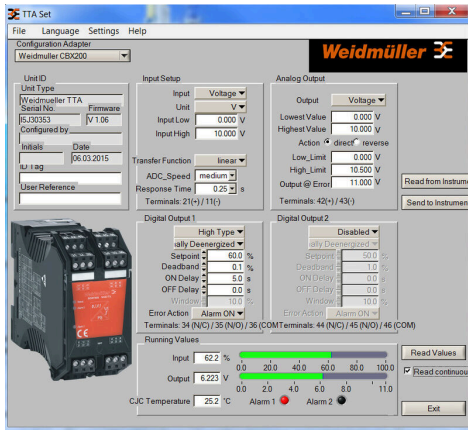 TTA Set
File Language Settings Help
Configuration Adapter
Weidmuller CBX200
Weidmüller
Unit ID
Unit Type
Weidmueller TTA
Serial No. Firmware
I5J30353 V 1.06
Configured by
Initials Date
06.03.2015
ID Tag
User Reference
Input Setup
Input Voltage
Unit V
Input Low 0.000 V
Input High 10.000 V
Transfer Function linear
ADC_Speed medium
Response Time 0.25 s
Terminals: 21(+) / 11(-)
Analog Output
Output Voltage
Lowest Value 0.000 V
Highest Value 10.000 V
Action direct reverse
Low_Limit 0.000 V
High_Limit 10.500 V
Output @ Error 11.000 V
Terminals: 42(+) / 43(-)
Read from Instrume
Send to Instrumen
Digital Output 1
High Type
ially Deenergized
Setpoint 60.0 %
Deadband 0.1 %
ON Delay 5.0 s
OFF Delay 0.0 s
Window 10.0 %
Error Action Alarm ON
Terminals: 34 (N/C) / 35 (N/O) / 36 (COM
Digital Output 2
Disabled
ially Deenergized
Setpoint 50.0 %
Deadband 1.0 %
ON Delay 0.0 s
OFF Delay 0.0 s
Window 10.0 %
Error Action Alarm ON
Terminals: 44 (N/C) / 45 (N/O) / 46 (COM)
Running Values
Input 62.2 %
0.0 20.0 40.0 60.0 80.0 100.0
Output 6.223 V
0.0 2.0 4.0 6.0 8.0 11.0
CJC Temperature 25.2 °C Alarm 1 Alarm 2
Read Values
Read continuou
Exit